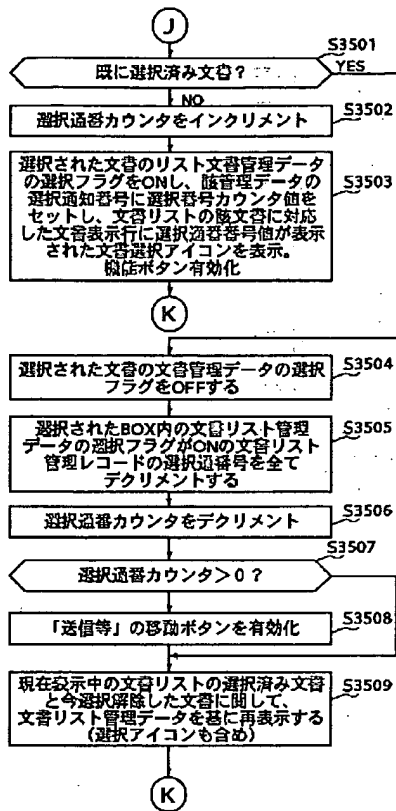 J
S3501
既に選択済み文書？
YES
NO
S3502
選択通番カウンタをインクリメント
S3503
選択された文書のリスト文書管理データ
の選択フラグをONし、該管理データの
選択通知番号に選択番号カウンタ値を
セットし、文書リストの該文書に対応
した文書表示行に選択通番番号値が表示
された文書選択アイコンを表示。
機能ボタン有効化
K
S3504
選択された文書の文書管理データの選択
フラグをOFFする
S3505
選択されたBOX内の文書リスト管理
データの選択フラグがONの文書リスト
管理レコードの選択通番号を全て
デクリメントする
S3506
選択通番カウンタをデクリメント
S3507
選択通番カウンタ＞０？
S3508
「送信等」の移動ボタンを有効化
S3509
現在表示中の文書リストの選択済み文書
と今選択解除した文書に関して、
文書リスト管理データを基に再表示する
(選択アイコンも含め)
K